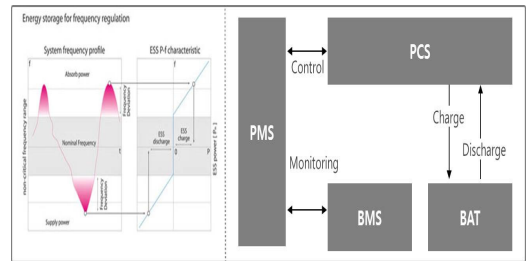 Energy storage for frequency regulation
System frequency profile
ESS P-f characteristic
f
f
Absorbs power
Frequency
Deviation
non-critical frequency range
Nominal Frequency
t
ESS
discharge
0
ESS
charge
P
ESS power [
Frequency
Deviation
Supply power
PMS
Control
PCS
Charge
Discharge
Monitoring
BMS
BAT